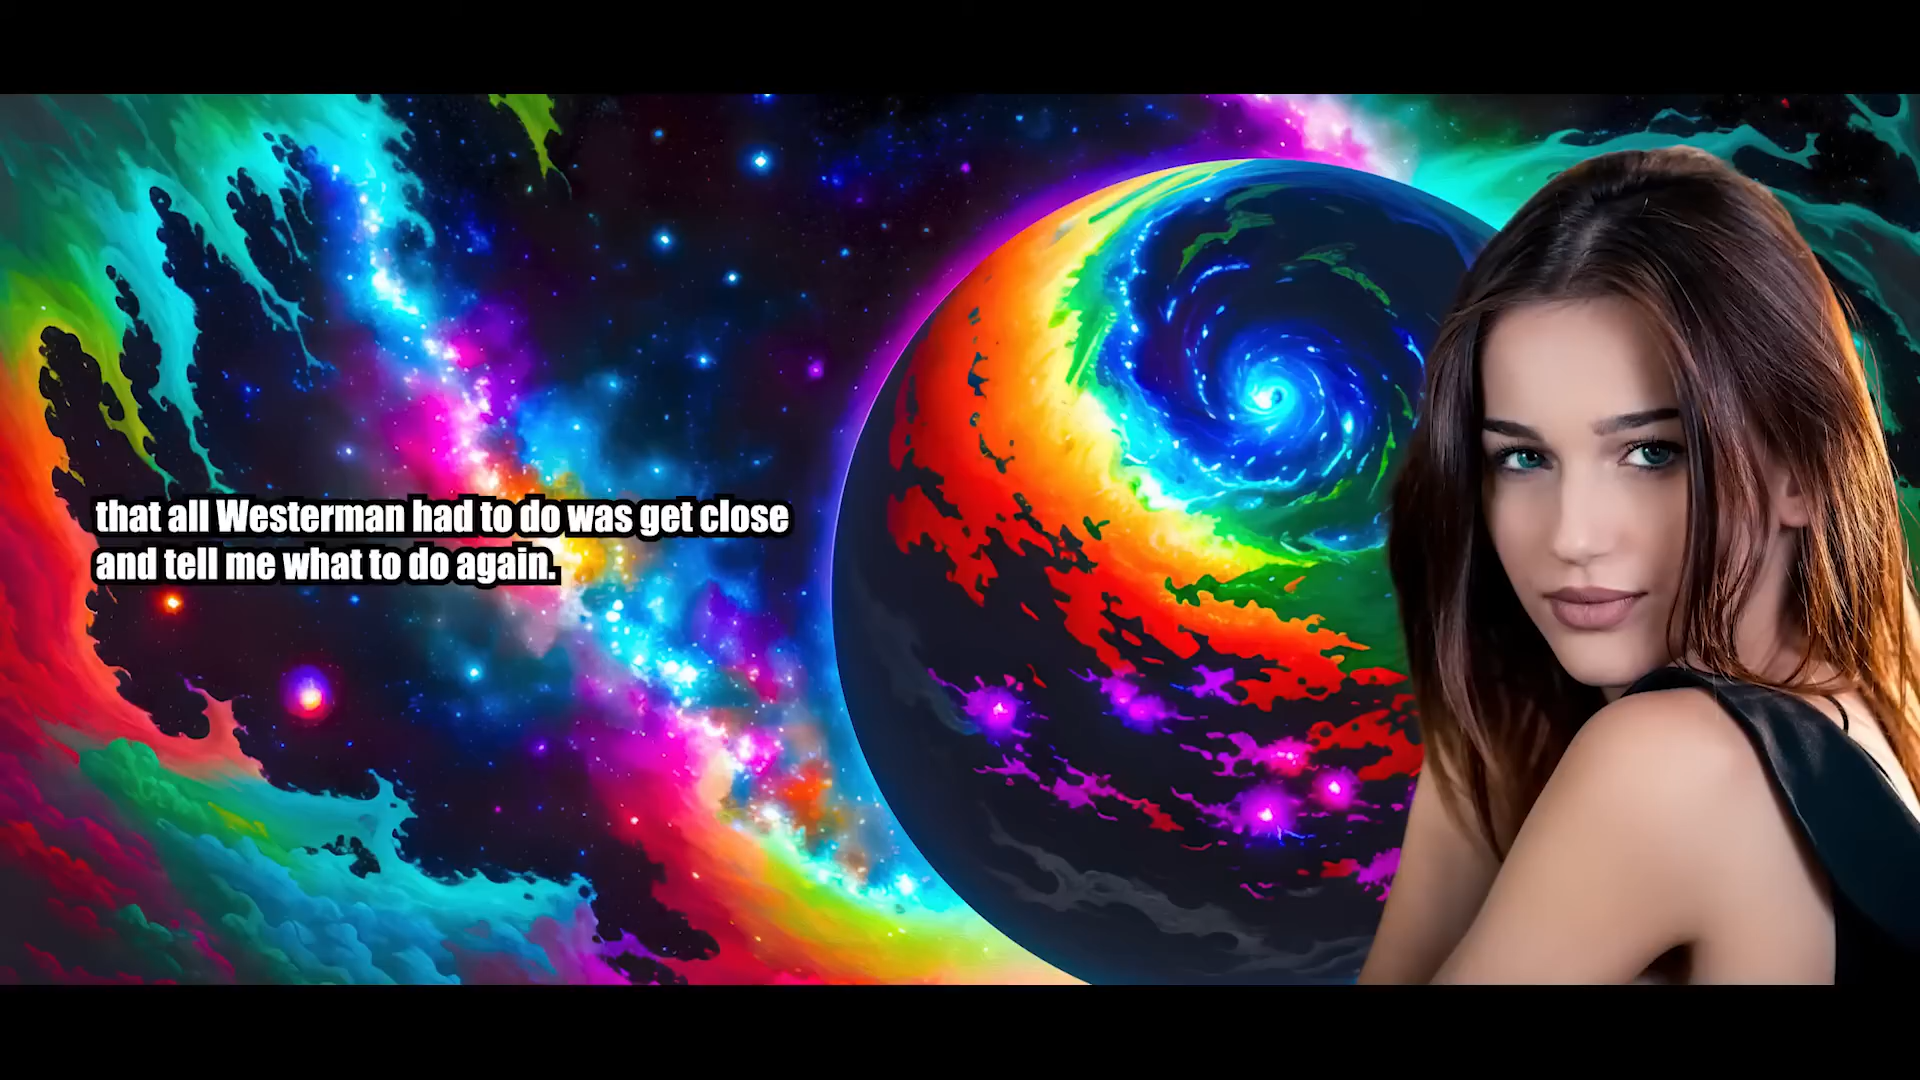 that all Westerman had to do was get close
and tell me what to do again.